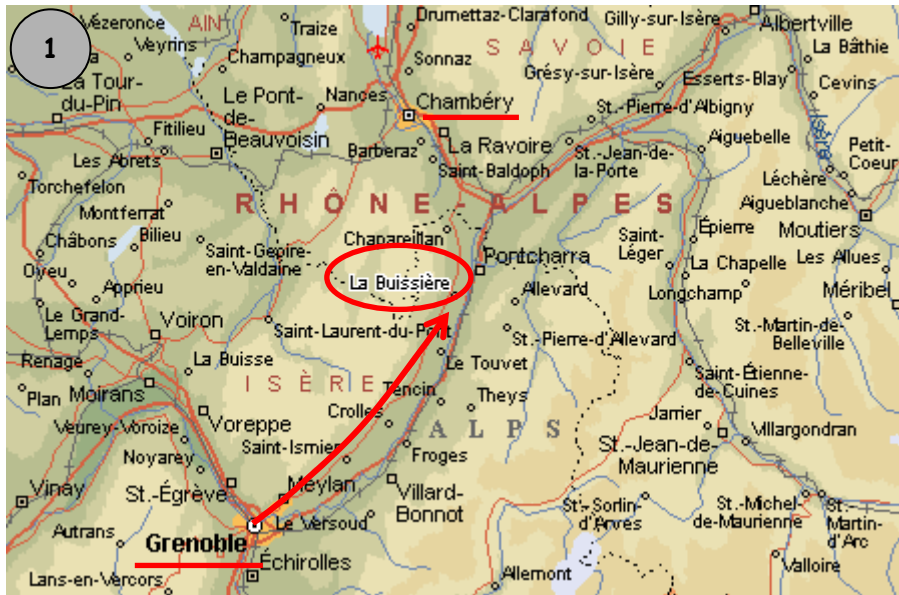 1
Vézeronce
AIN
Traize
Drumettaz-Clarafond
Gilly-sur-Isère
Albertville
Veyrins
Champagneux
Sonnaz
SAVOIE
La Bâthie
Grésy-sur-Isère
Esserts-Blay
Cevins
La Tour-
du-Pin
Le Pont-
de-
Beauvoisin
Nances
Chambéry
St.-Pierre-d'Albigny
Isère
Fitilieu
Barberaz
La Ravoire
Aiguebelle
Petit-
Coeur
Les Abrets
Saint-Baldoph
St.-Jean-de-
la-Porte
Léchère
Torchefelon
Aigueblanche
RHÔNE-ALPES
Montferrat
Moutiers
Châbons
Bilieu
Saint-Geoire-
en-Valdaine
Chapareillan
Saint-
Léger
Épierre
Oyeu
Apprieu
La Buissière
Pontcharra
La Chapelle
Les Allues
Allevard
Longchamp
Méribel
Le Grand-
Lemps
Voiron
Saint-Laurent-du-Pont
St.-Pierre-d'Allevard
St.-Martin-de-
Belleville
Renage
La Buisse
Le Touvet
Saint-Étienne-
de-Cuines
Plan
Moirans
ISÈRE
Tencin
Theys
Crolles
ALPS
Jarrier
Veurey-Voroize
Voreppe
Saint-Ismier
St.-Jean-de-
Maurienne
Villargondran
Noyarey
Froges
Vinay
St.-Égrève
Meylan
Villard-
Bonnot
St.-Sorlin-
d'Arves
St.-Michel-
de-Maurienne
St.-
Martin-
d'Arc
Autrans
Le Versoud
Grenoble
Échirolles
Valloire
Lans-en-Vercors
Allemont